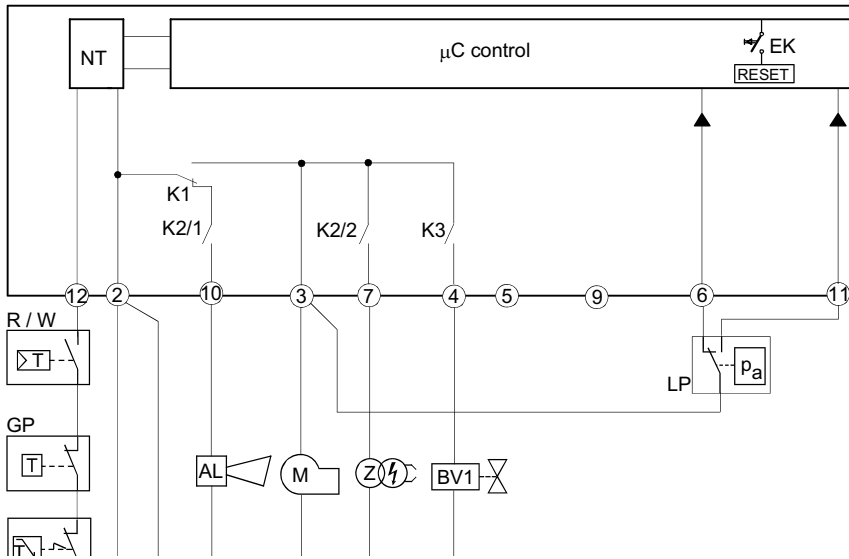 NT
µC control
EK
RESET
K1
K2/1
K2/2
K3
12
2
10
3
7
4
5
9
6
11
R / W
T
LP
pa
GP
T
AL
M
Z
BV1
T